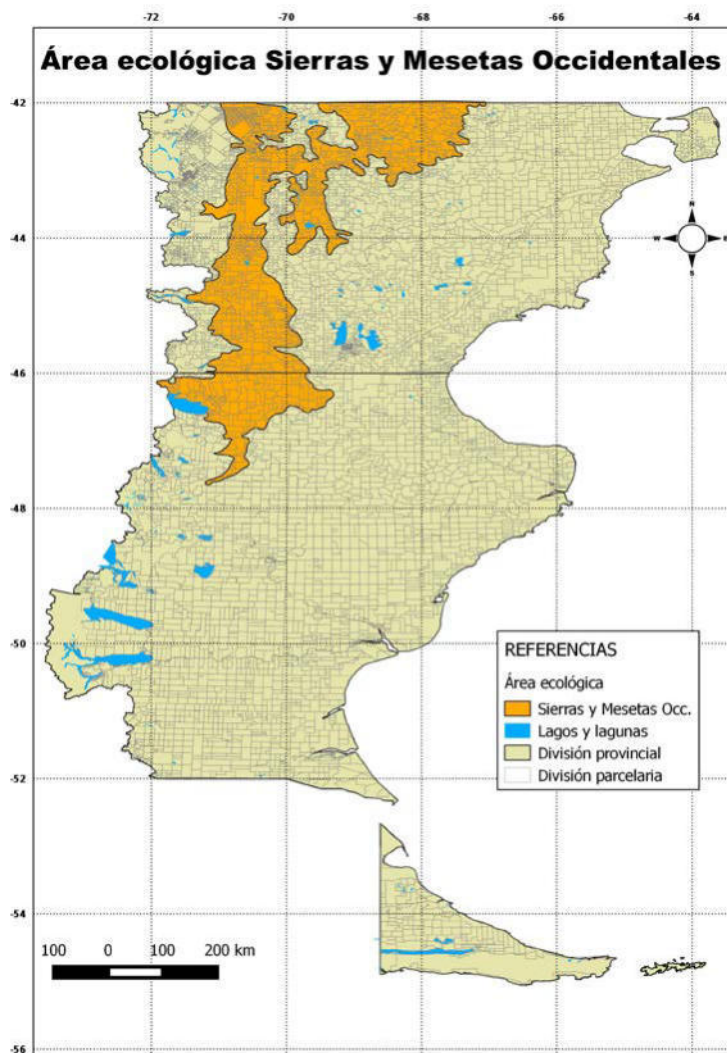 -72 -70 -68 -66 -64
Área ecológica Sierras y Mesetas Occidentales
-42
-44
-46
-48
-50
-52
-54
-56
N
W E
S
REFERENCIAS
Área ecológica
Sierras y Mesetas Occ.
Lagos y lagunas
División provincial
División parcelaria
100 0 100 200 km